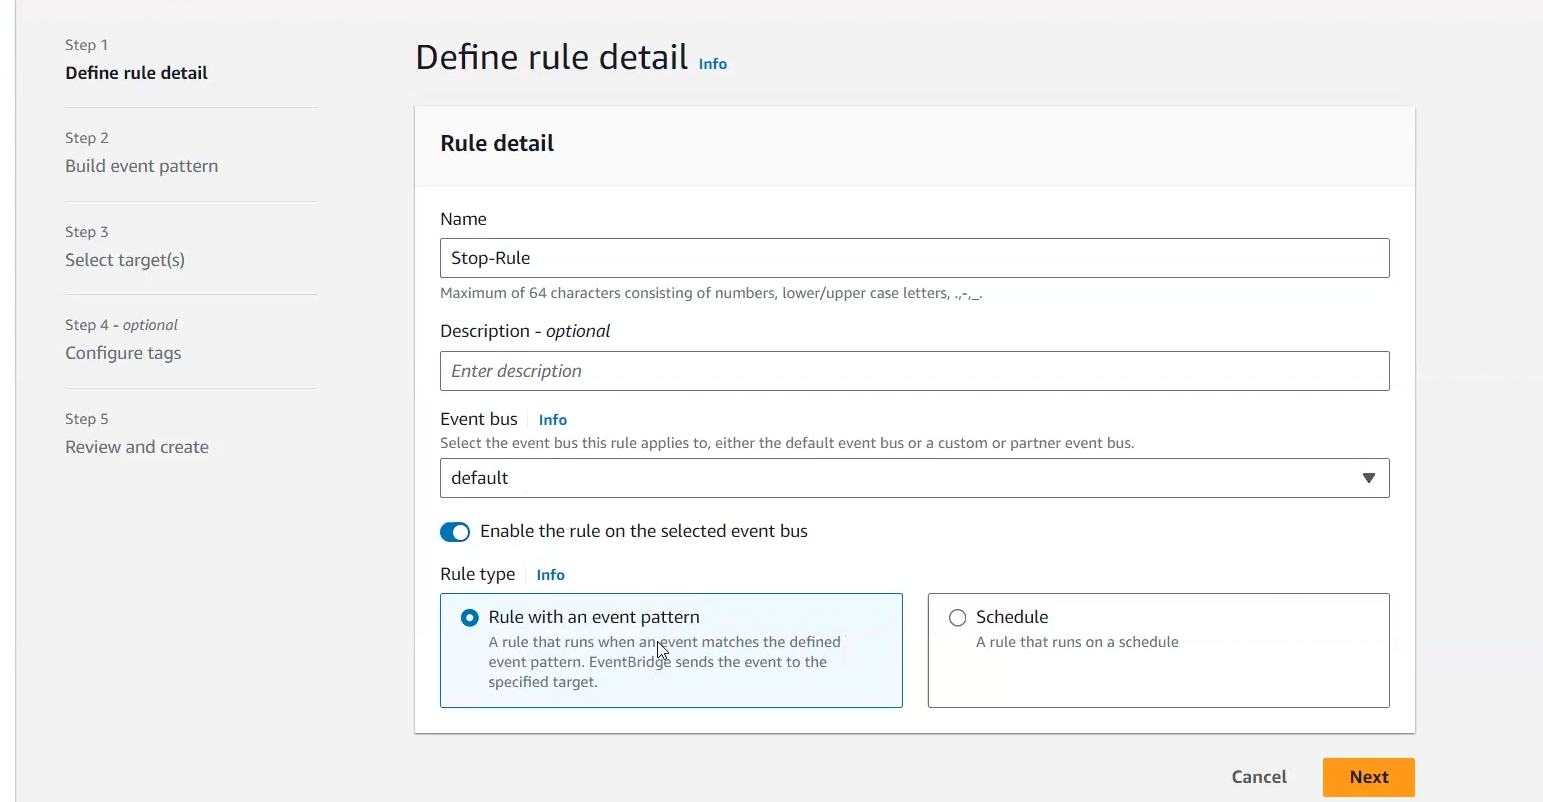 Step 1
Define rule detail
Step 2
Build event pattern
Step 3
Select target(s)
Step 4 - optional
Configure tags
Step 5
Review and create
Define rule detail Info
Rule detail
Name
Stop-Rule
Maximum of 64 characters consisting of numbers, lower/upper case letters, .,-,_.
Description - optional
Enter description
Event bus Info
Select the event bus this rule applies to, either the default event bus or a custom or partner event bus.
default
Enable the rule on the selected event bus
Rule type Info
Rule with an event pattern
A rule that runs when an event matches the defined
event pattern. EventBridge sends the event to the
specified target.
Schedule
A rule that runs on a schedule
Cancel Next